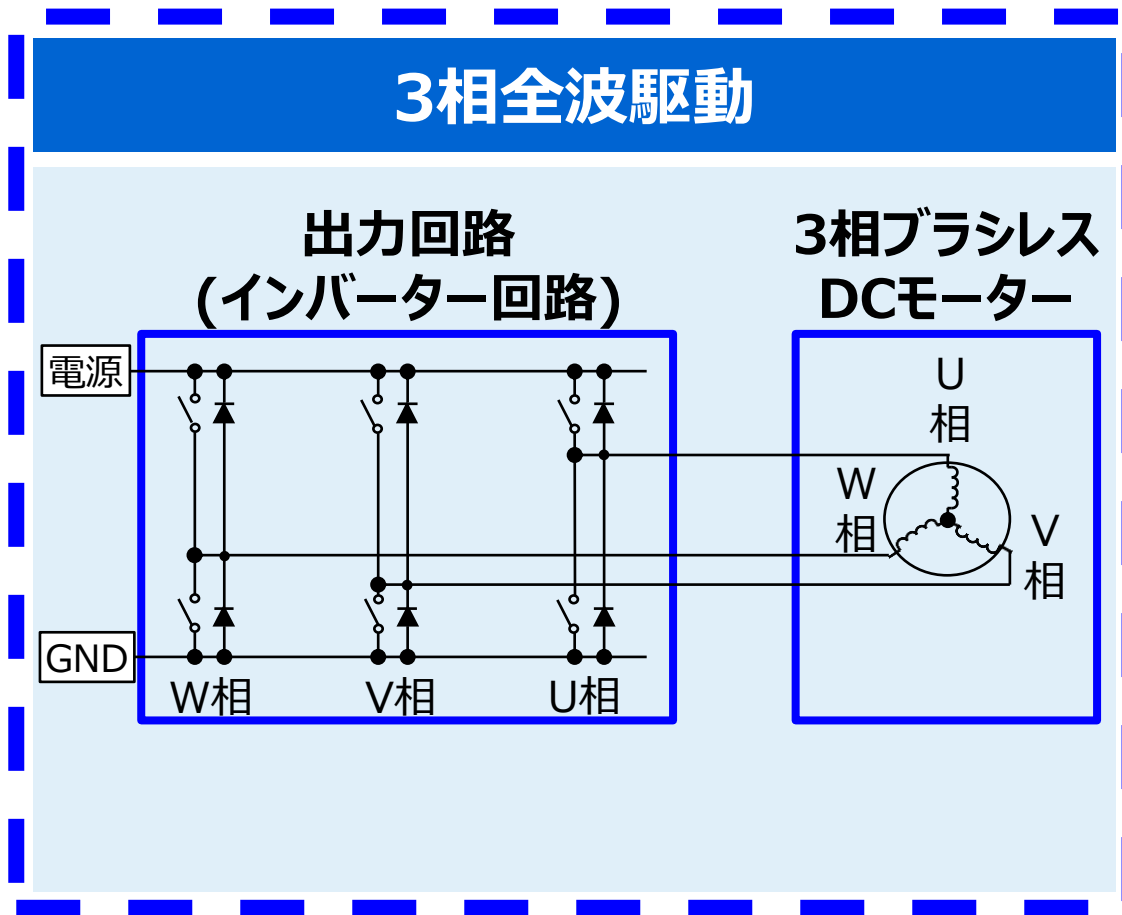 3相全波駆動
出力回路
(インバーター回路)
3相ブラシレス
DCモーター
電源
GND
W相
V相
U相
U
相
W
相
V
相